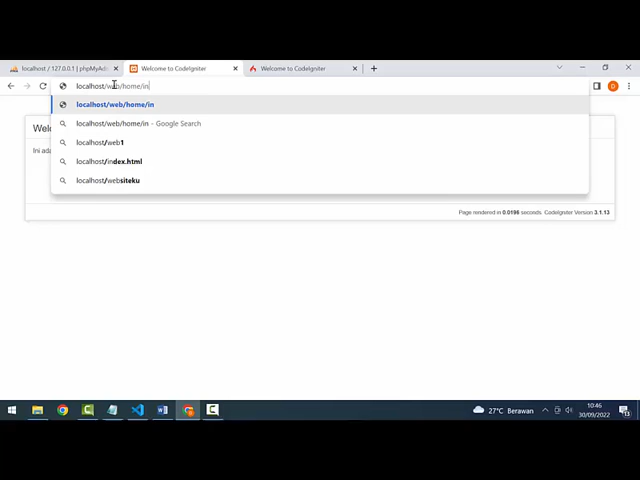 localhost / 127.0.0.1 | phpMyAd
Welcome to CodeIgniter
Welcome to CodeIgniter
localhost/web/home/in
localhost/web/home/in
localhost/web/home/in - Google Search
localhost/web1
localhost/index.html
localhost/websiteku
Wel
Ini ada
Page rendered in 0.0196 seconds. CodeIgniter Version 3.1.13
27°C Berawan
10:46
30/09/2022